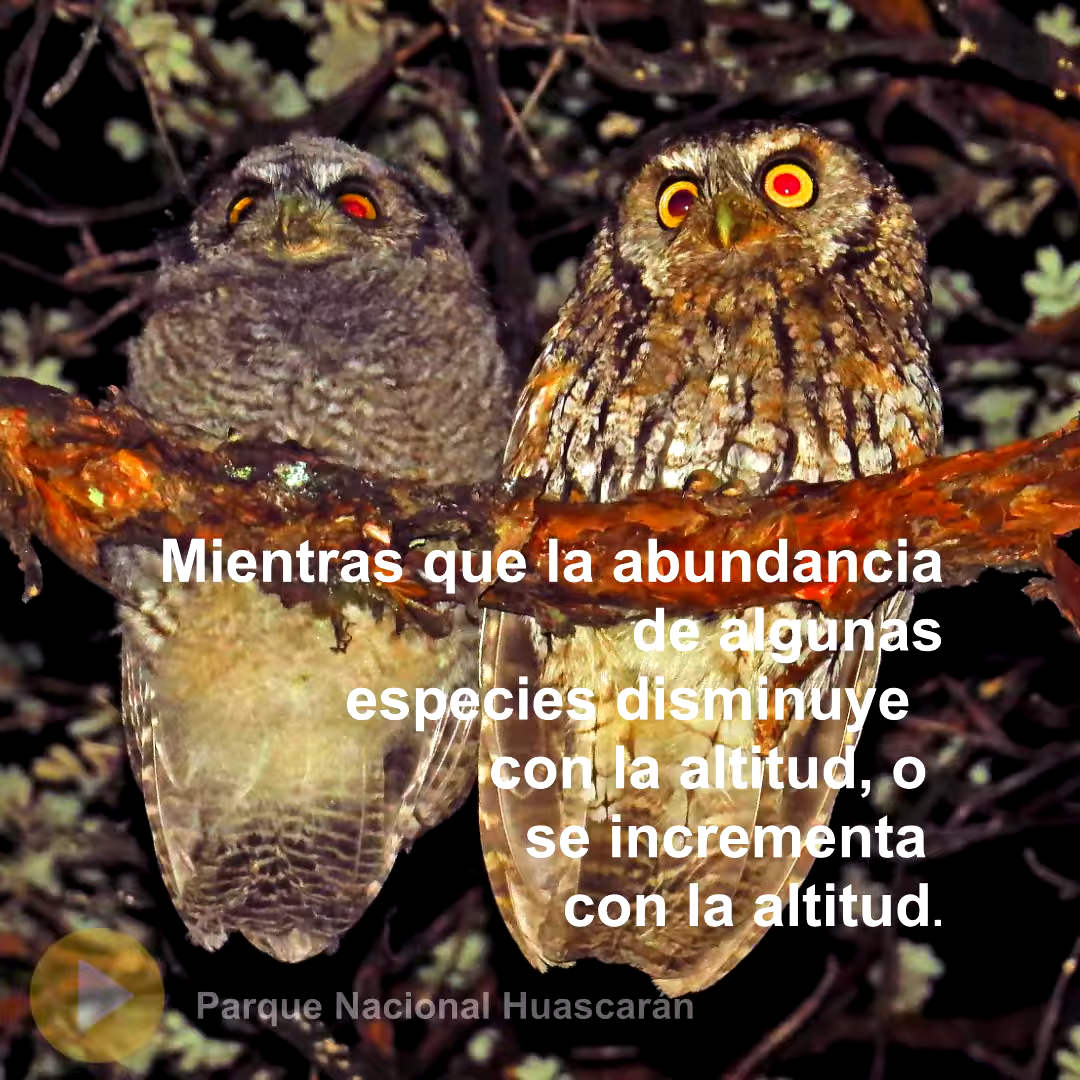 Mientras que la abundancia
de algunas
especies disminuye
con la altitud, o
se incrementa
con la altitud.
Parque Nacional Huascarán